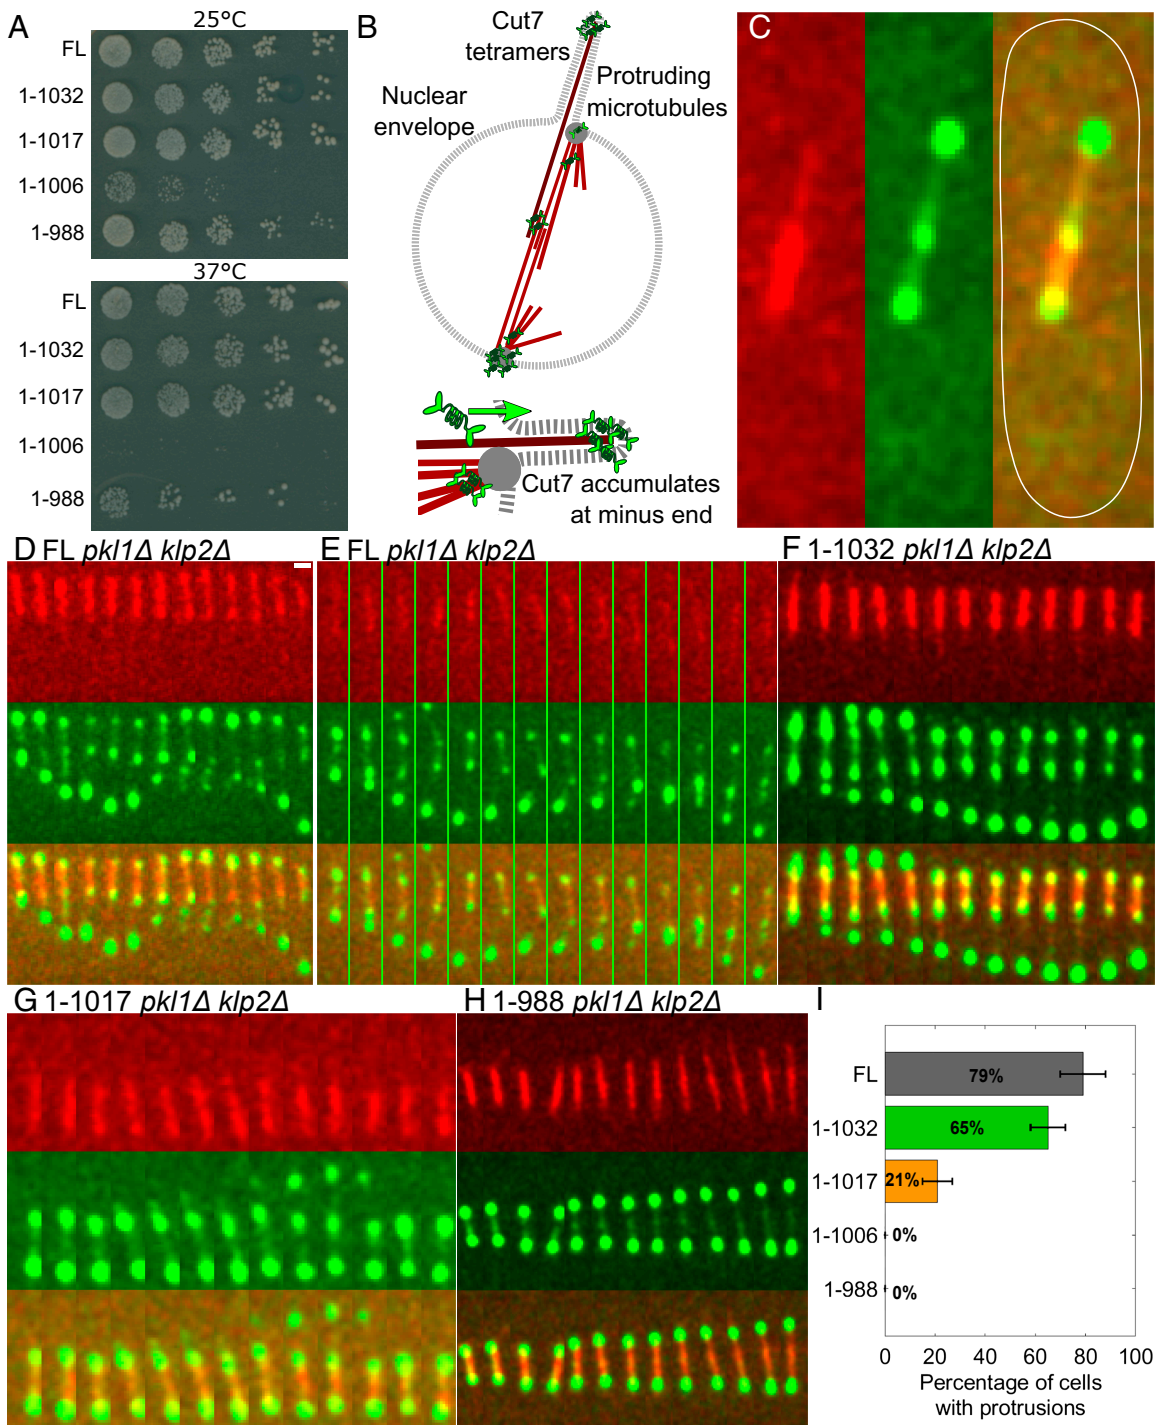 A
25°C
FL
1-1032
1-1017
1-1006
1-988
37°C
FL
1-1032
1-1017
1-1006
1-988
B
Cut7
tetramers
Protruding
microtubules
Nuclear
envelope
Cut7 accumulates
at minus end
C
D FL pkl1Δ klp2Δ
E FL pkl1Δ klp2Δ
F 1-1032 pkl1Δ klp2Δ
G 1-1017 pkl1Δ klp2Δ
H 1-988 pkl1Δ klp2Δ
I
FL
79%
1-1032
65%
1-1017
21%
1-1006
0%
1-988
0%
0 20 40 60 80 100
Percentage of cells
with protrusions